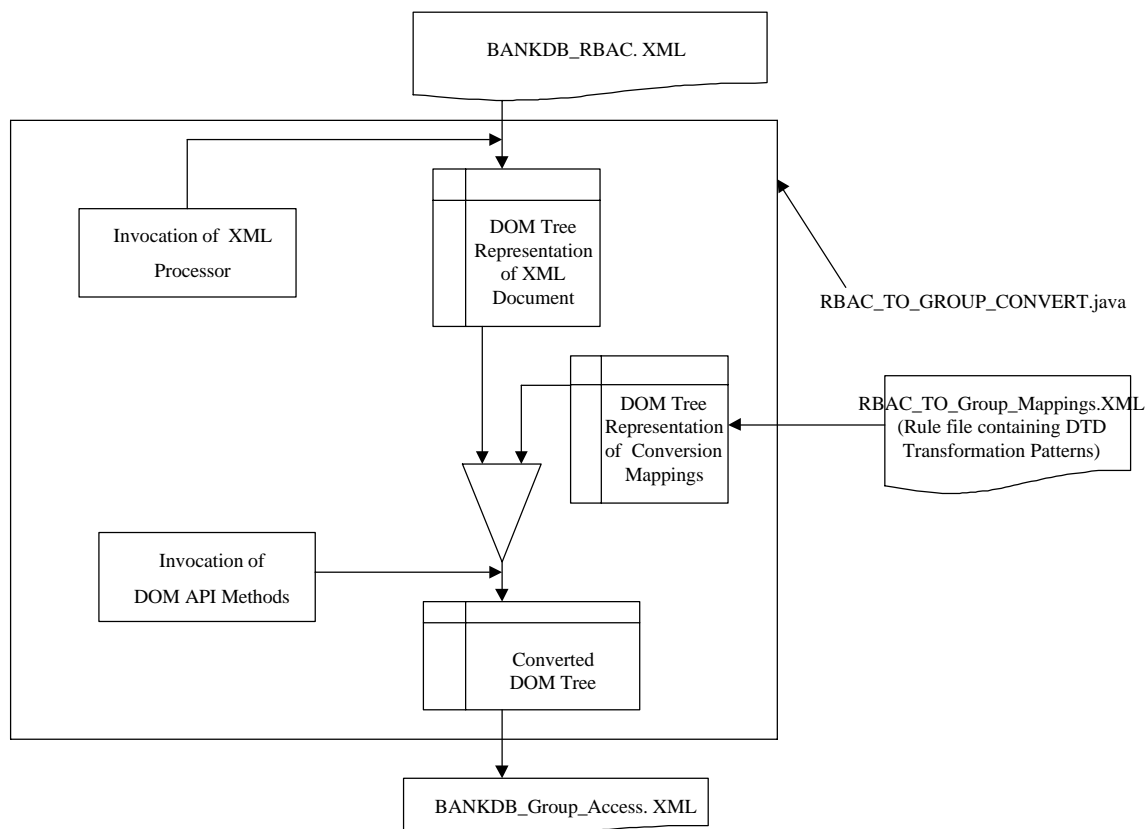 BANKDB_RBAC. XML
Invocation of XML
Processor
DOM Tree
Representation
of XML
Document
RBAC_TO_GROUP_CONVERT.java
DOM Tree
Representation
of Conversion
Mappings
RBAC_TO_Group_Mappings.XML
(Rule file containing DTD
Transformation Patterns)
Invocation of
DOM API Methods
Converted
DOM Tree
BANKDB_Group_Access. XML